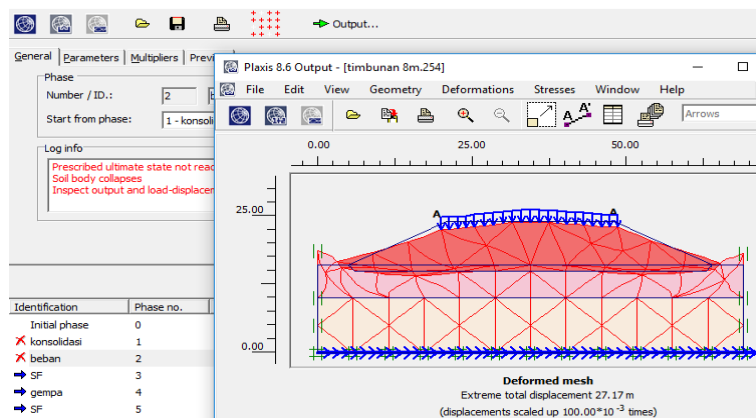 Output...
General Parameters Multipliers Previ
Phase
Number / ID.: 2
Start from phase: 1 - konsoli
Log info
Prescribed ultimate state not reac
Soil body collapses
Inspect output and load-displacer
Identification Phase no.
Initial phase 0
konsolidasi 1
beban 2
SF 3
gempa 4
SF 5
Plaxis 8.6 Output - [timbunan 8m.254]
File Edit View Geometry Deformations Stresses Window Help
Arrows
0.00 25.00 50.00
25.00
0.00
A A
Deformed mesh
Extreme total displacement 27.17 m
(displacements scaled up 100.00*10-3 times)